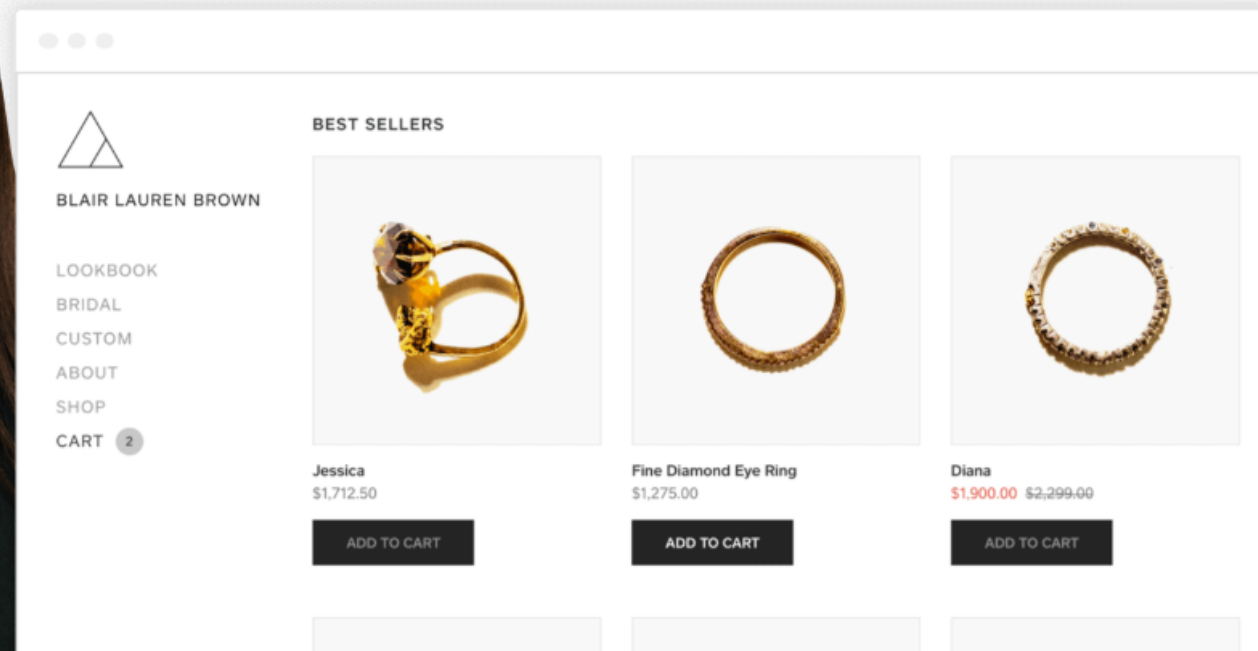 BLAIR LAUREN BROWN
LOOKBOOK
BRIDAL
CUSTOM
ABOUT
SHOP
CART 2
BEST SELLERS
Jessica
$1,712.50
ADD TO CART
Fine Diamond Eye Ring
$1,275.00
ADD TO CART
Diana
$1,900.00 $2,299.00
ADD TO CART